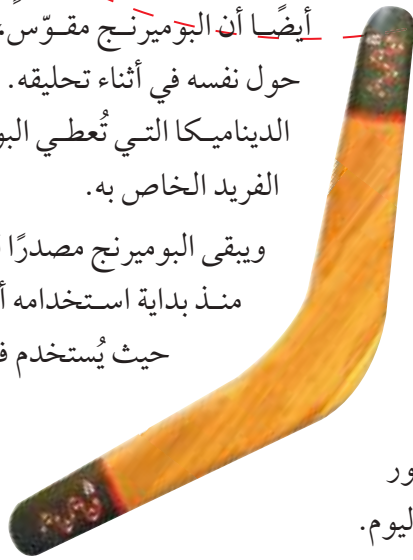 أيضًا أن البوميرنج مقوّس،
حول نفسه في أثناء تحليقه.
الديناميكا التي تُعطي البو
الفريد الخاص به.
ويبقى البوميرنج مصدرًا
منذ بداية استخدامه أ
حيث يُستخدم ف
ور
ليوم.